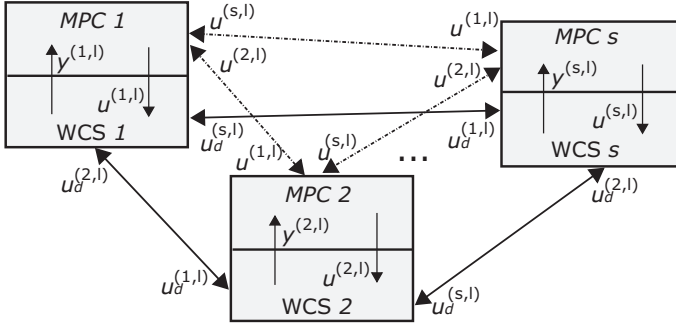 MPC 1
y^(1,l)
u^(1,l)
WCS 1
u^(s,l)
u^(2,l)
u^(1,l)
u^(2,l)
MPC s
y^(s,l)
u^(s,l)
WCS s
u_d^(s,l)
u_d^(1,l)
u^(1,l)
u^(s,l)
...
u_d^(2,l)
u_d^(2,l)
MPC 2
y^(2,l)
u^(2,l)
WCS 2
u_d^(1,l)
u_d^(s,l)